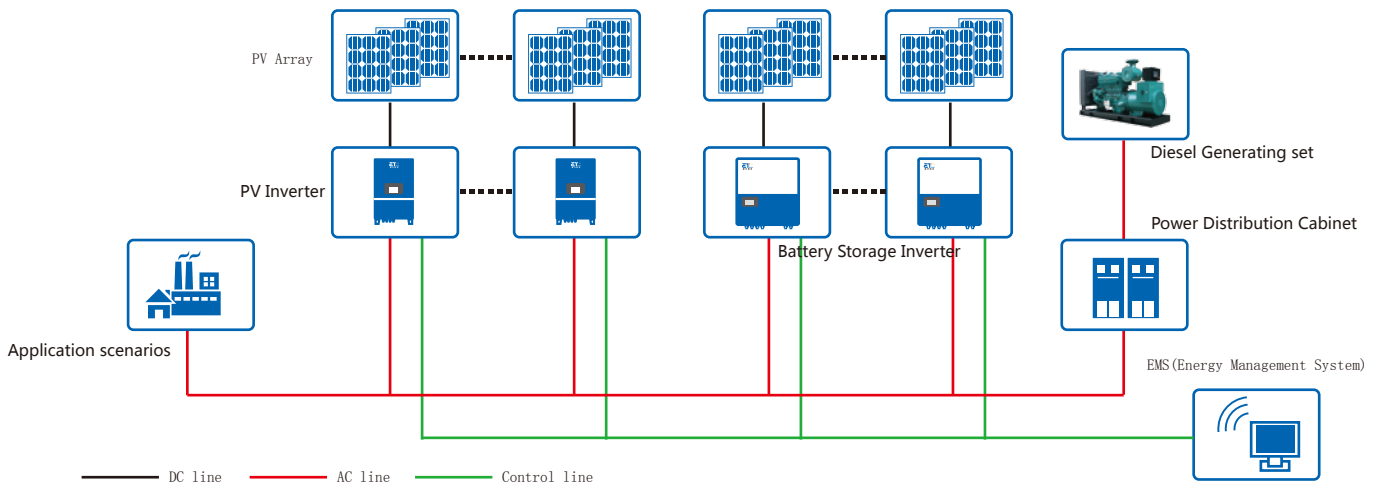 PV Array
Diesel Generating set
PV Inverter
Power Distribution Cabinet
Battery Storage Inverter
Application scenarios
EMS(Energy Management System)
DC line
AC line
Control line